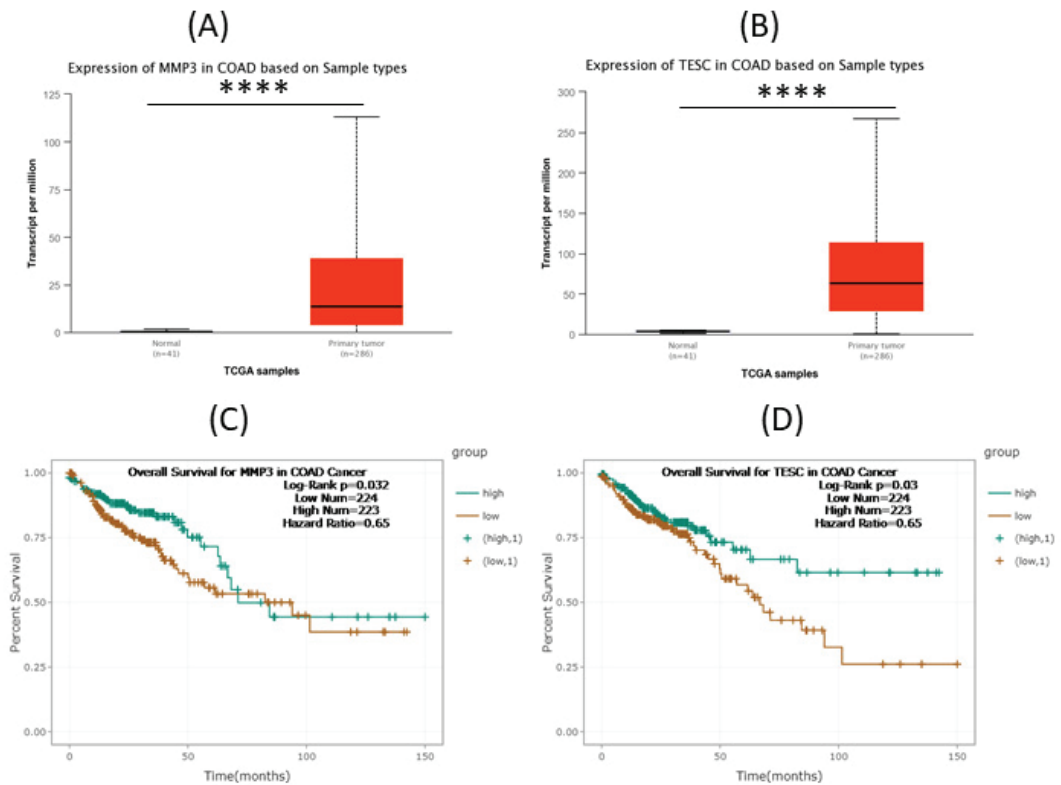 (A)
Expression of MMP3 in COAD based on Sample types
****
Transcript per million
125
100
75
50
25
0
Normal
(n=41)
Primary tumor
(n=286)
TCGA samples
(B)
Expression of TESC in COAD based on Sample types
****
Transcript per million
300
250
200
150
100
50
0
Normal
(n=41)
Primary tumor
(n=286)
TCGA samples
(C)
Overall Survival for MMP3 in COAD Cancer
Log-Rank p=0.032
Low Num=224
High Num=223
Hazard Ratio=0.65
Percent Survival
1.00
0.75
0.50
0.25
0.00
0
50
100
150
Time(months)
group
high
low
(high,1)
(low,1)
(D)
Overall Survival for TESC in COAD Cancer
Log-Rank p=0.03
Low Num=224
High Num=223
Hazard Ratio=0.65
Percent Survival
1.00
0.75
0.50
0.25
0.00
0
50
100
150
Time(months)
group
high
low
(high,1)
(low,1)